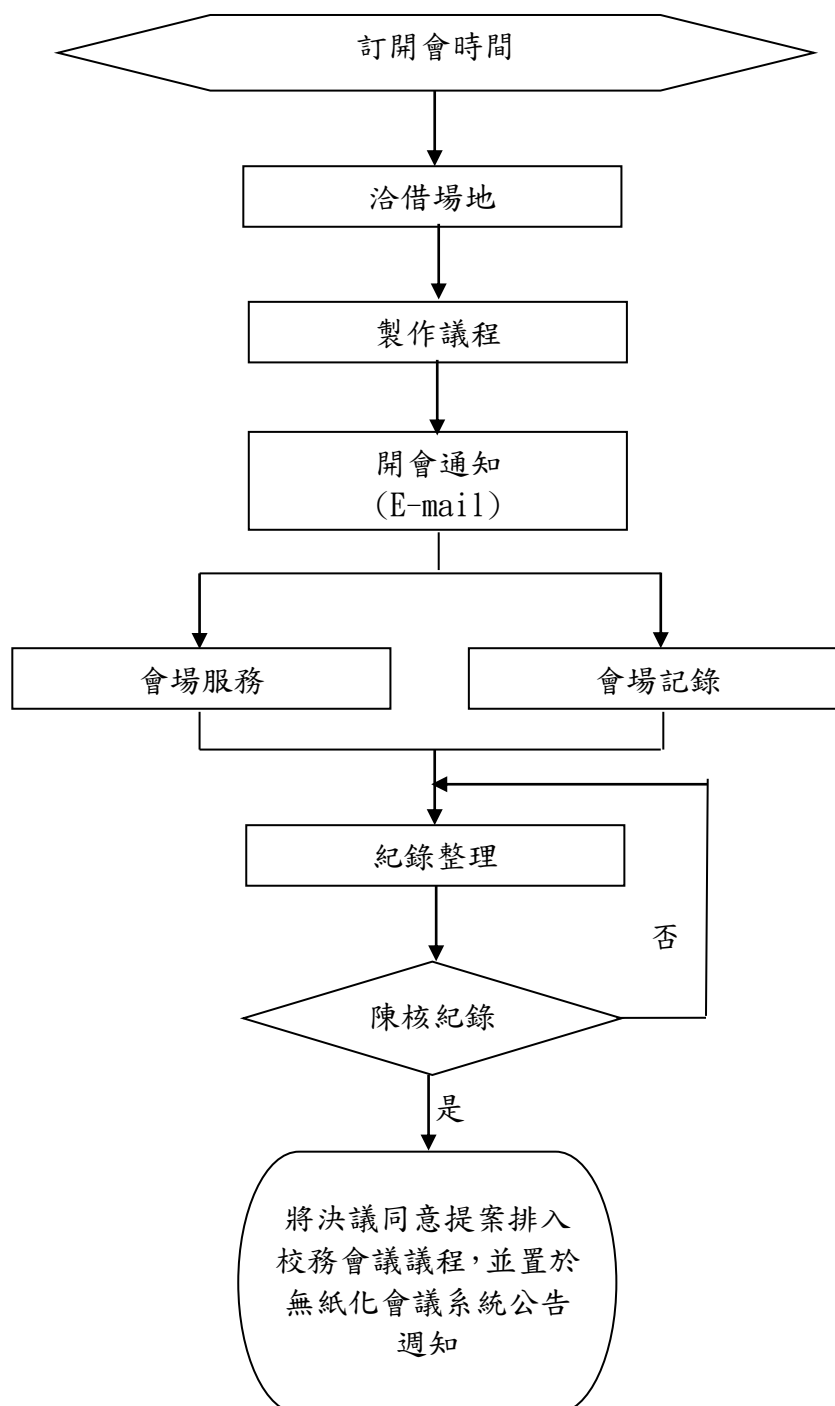 訂開會時間
洽借場地
製作議程
開會通知
(E-mail)
會場服務
會場記錄
紀錄整理
否
陳核紀錄
是
將決議同意提案排入
校務會議議程,並置於
無紙化會議系統公告
週知